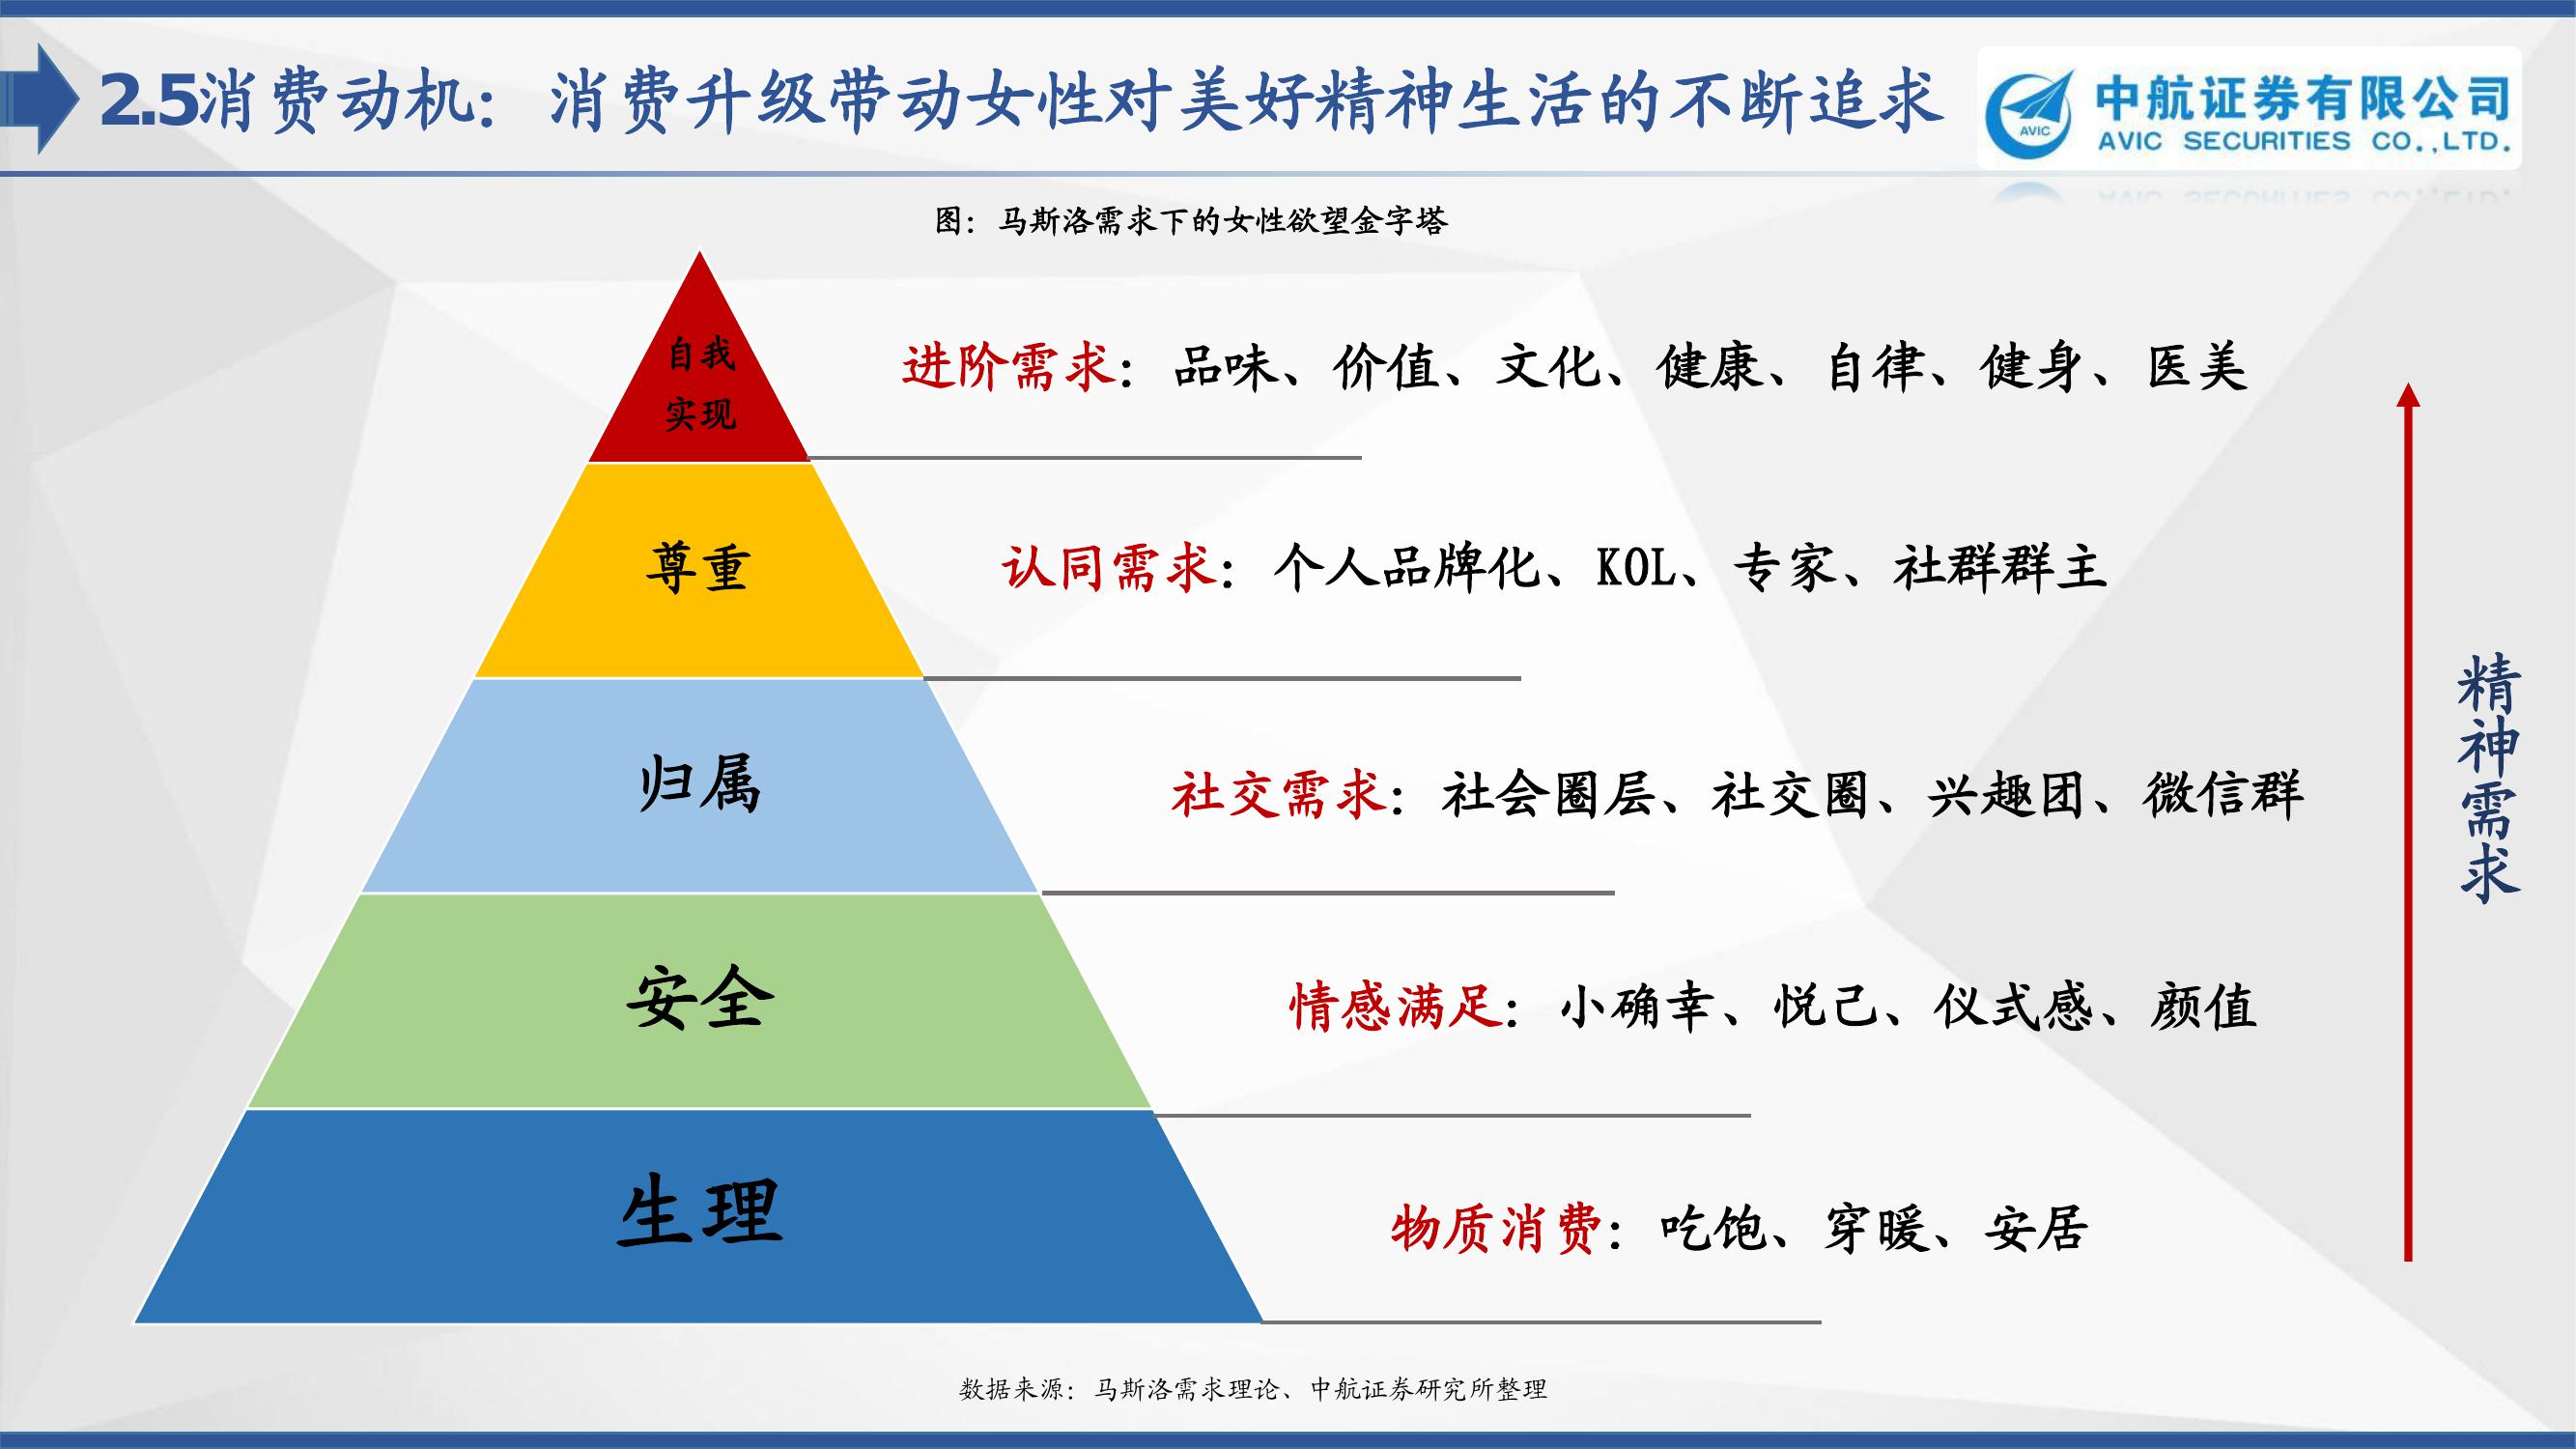 2.5消费动机：消费升级带动女性对美好精神生活的不断追求
中航证券有限公司
AVIC SECURITIES CO.,LTD.
AVIC
图：马斯洛需求下的女性欲望金字塔
自我
实现
进阶需求：品味、价值、文化、健康、自律、健身、医美
尊重
认同需求：个人品牌化、KOL、专家、社群群主
归属
社交需求：社会圈层、社交圈、兴趣团、微信群
安全
情感满足：小确幸、悦己、仪式感、颜值
生理
物质消费：吃饱、穿暖、安居
精神需求
数据来源：马斯洛需求理论、中航证券研究所整理